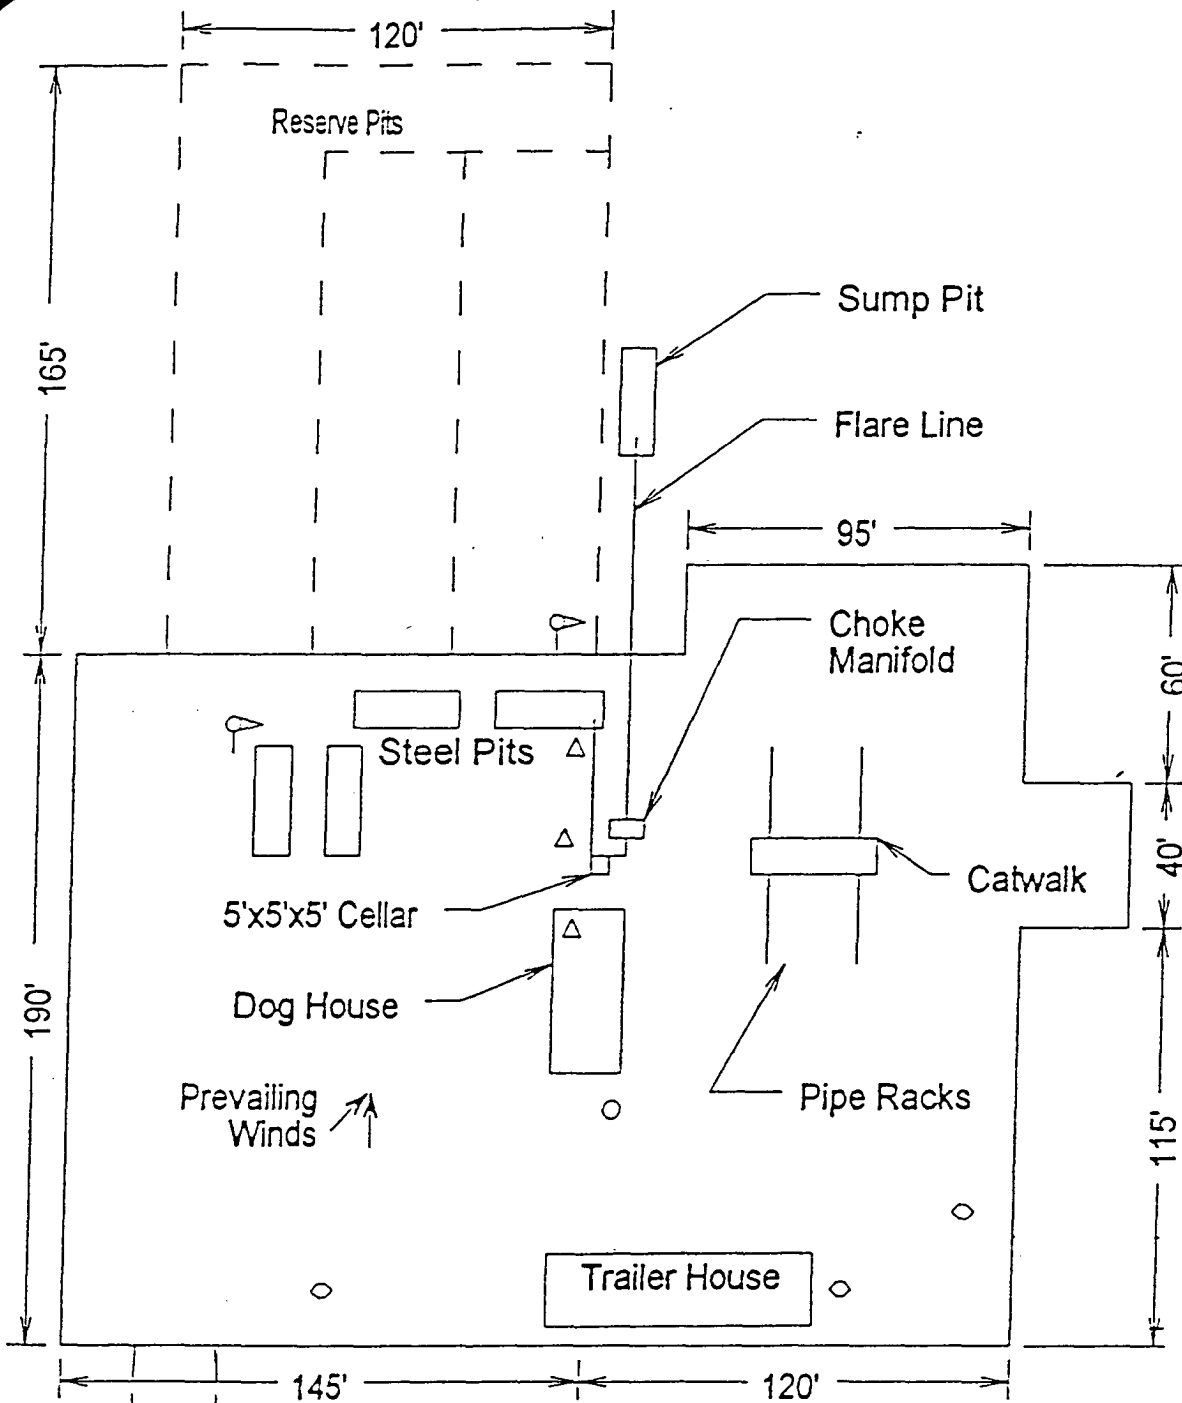 120'
Reserve Pits
Sump Pit
165'
Flare Line
95'
Choke
Manifold
60'
Steel Pits
40'
Catwalk
5'x5'x5' Cellar
Dog House
190'
Prevailing
Winds
Pipe Racks
115'
Trailer House
145'
120'